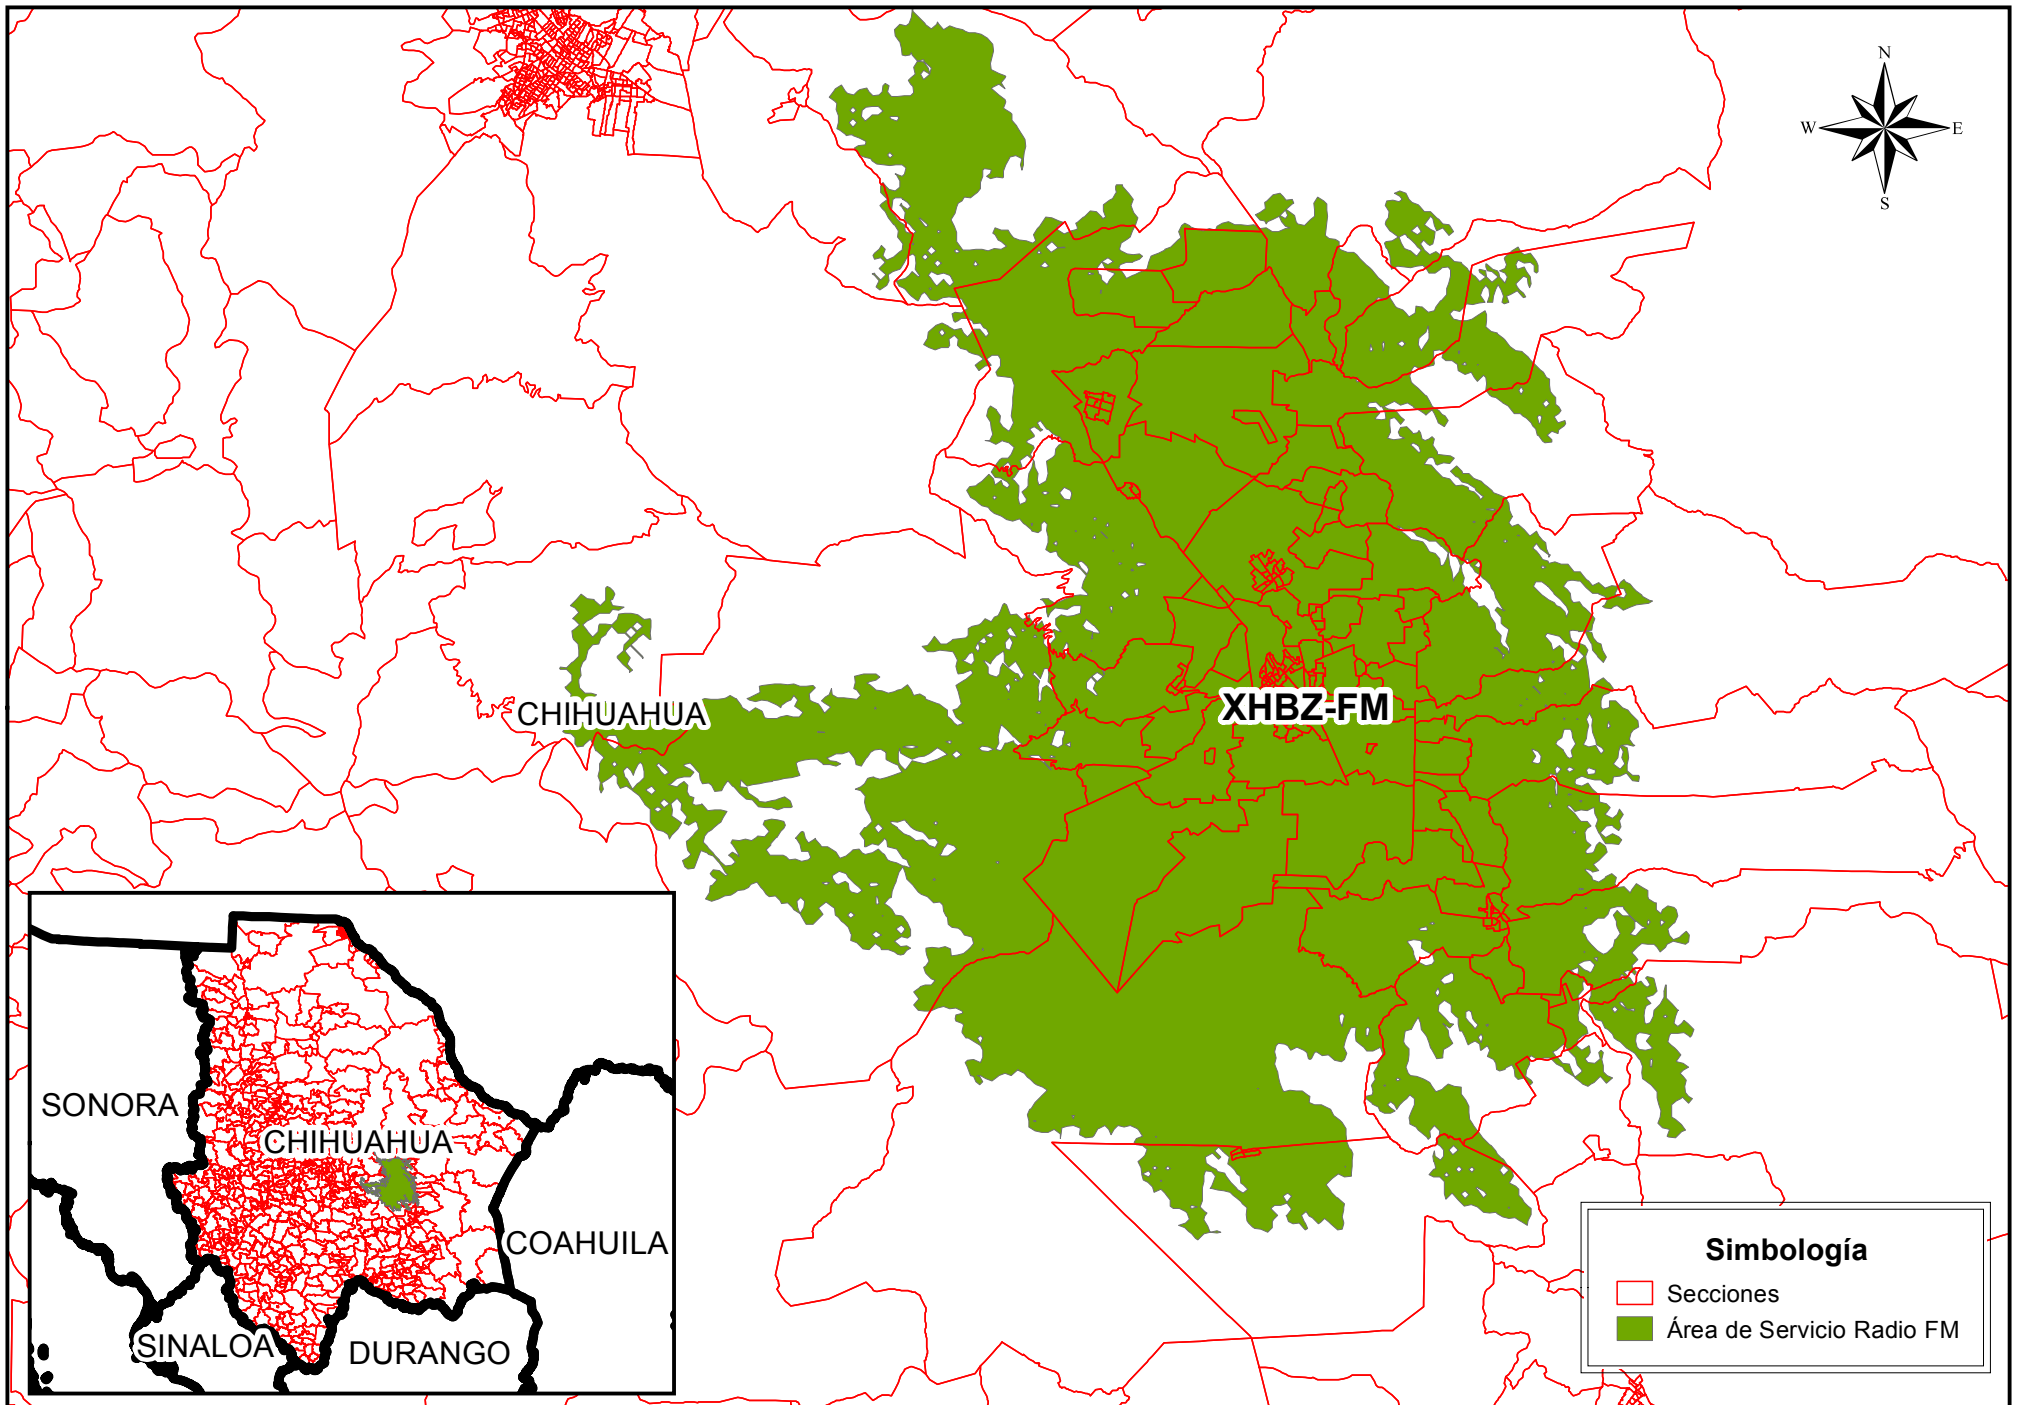 N
W E
S
CHIHUAHUA
XHBZ-FM
SONORA
CHIHUAHUA
COAHUILA
SINALOA
DURANGO
Simbología
Secciones
Área de Servicio Radio FM